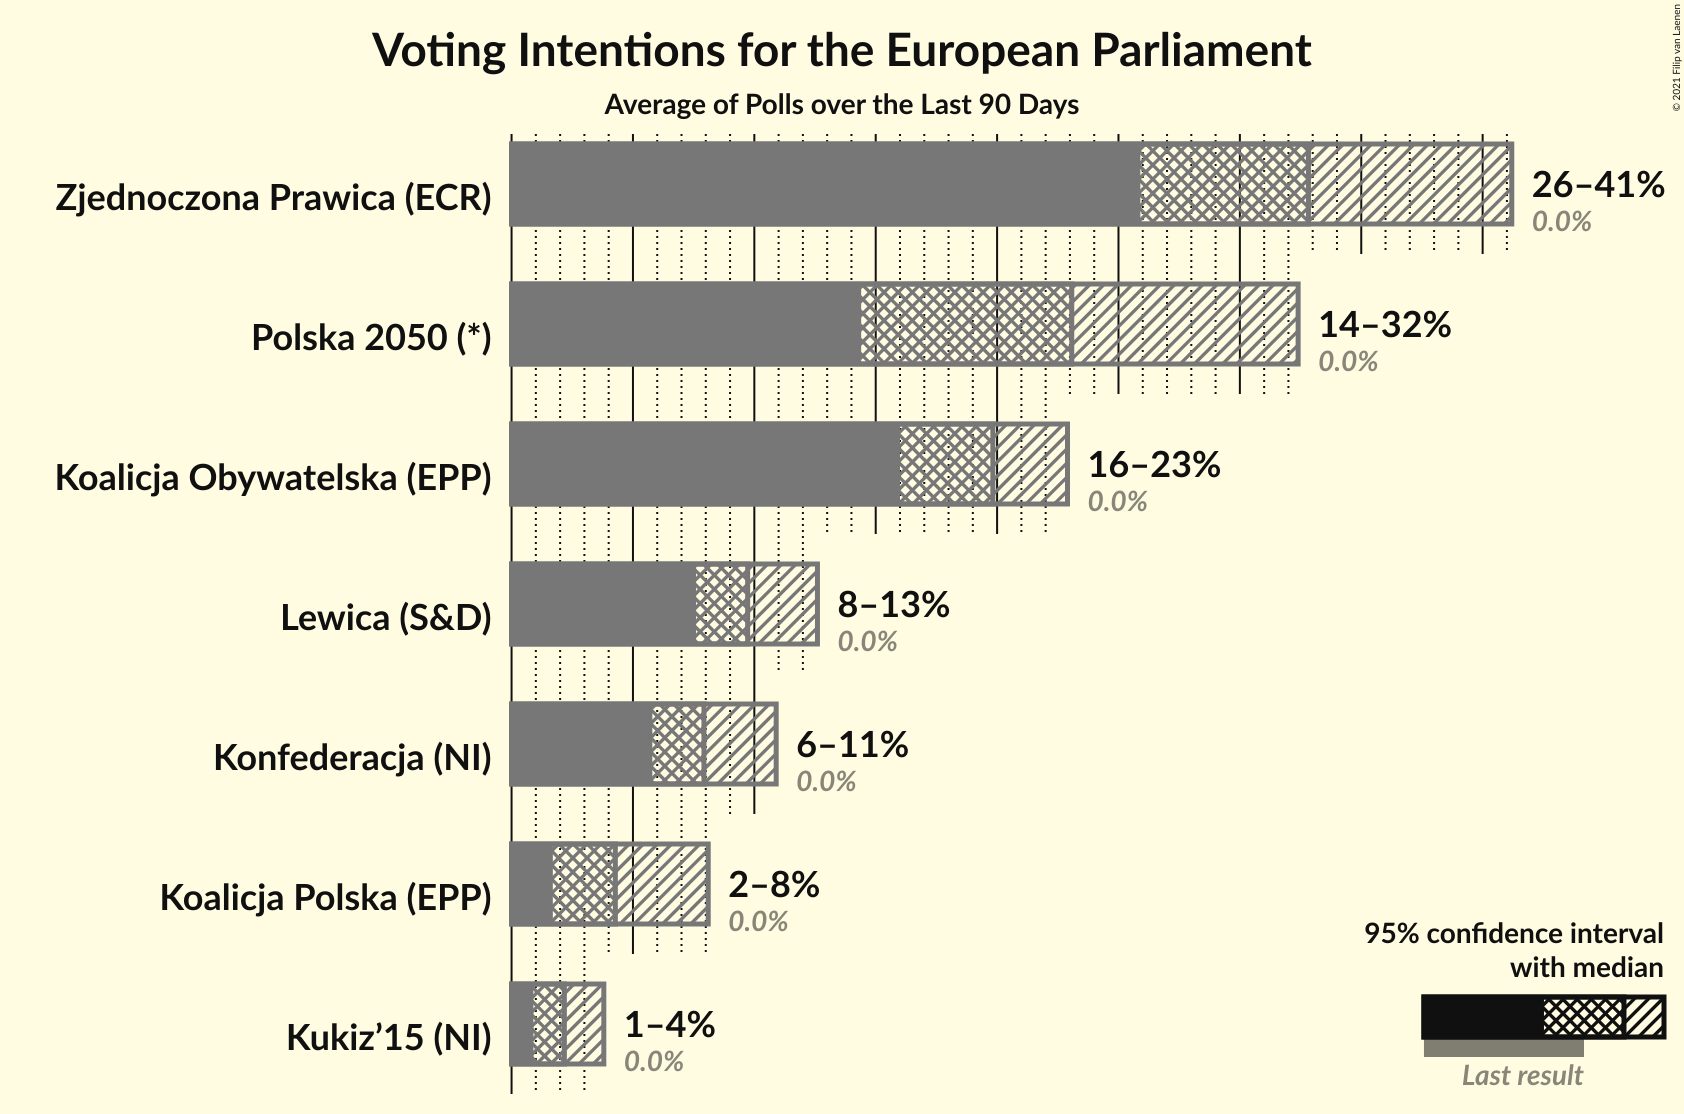 Voting Intentions for the European Parliament
Average of Polls over the Last 90 Days
© 2021 Filip van Laenen
Zjednoczona Prawica (ECR)
26–41%
0.0%
Polska 2050 (*)
14–32%
0.0%
Koalicja Obywatelska (EPP)
16–23%
0.0%
Lewica (S&D)
8–13%
0.0%
Konfederacja (NI)
6–11%
0.0%
Koalicja Polska (EPP)
2–8%
0.0%
Kukiz’15 (NI)
1–4%
0.0%
95% confidence interval
with median
Last result